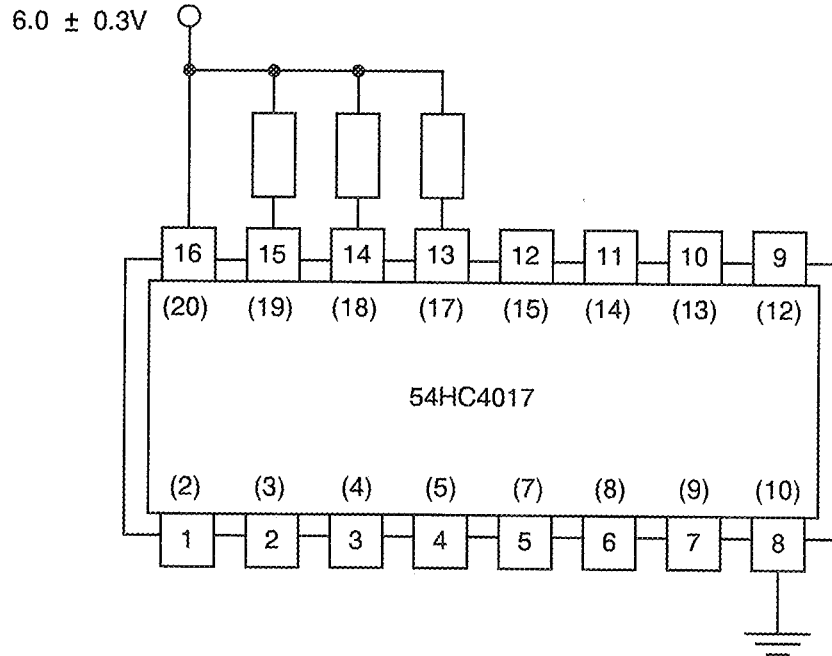 6.0 ± 0.3V
16 15 14 13 12 11 10 9
(20) (19) (18) (17) (15) (14) (13) (12)
54HC4017
(2) (3) (4) (5) (7) (8) (9) (10)
1 2 3 4 5 6 7 8